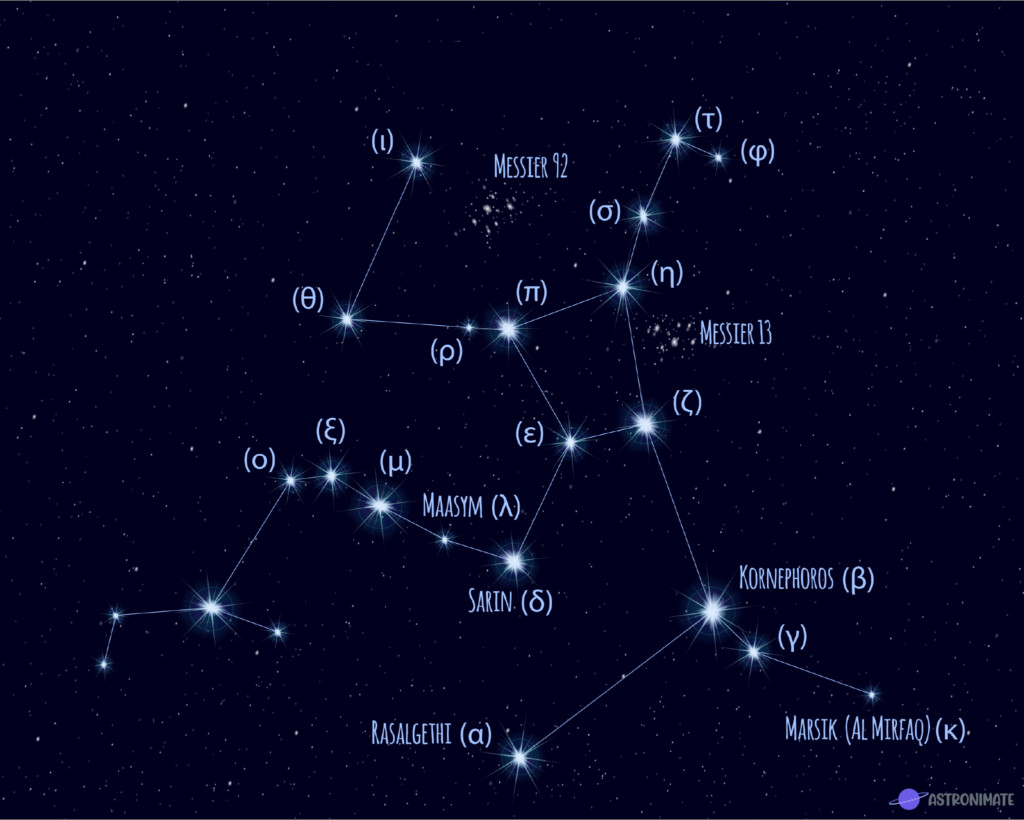 (τ)
(ι)
(φ)
Messier 92
(σ)
(η)
(π)
(θ)
Messier 13
(ρ)
(ζ)
(ε)
(ξ)
(ο)
(μ)
Maasym (λ)
Kornephoros (β)
Sarin (δ)
(γ)
Rasalgethi (α)
Marsik (Al Mirfaq) (κ)
ASTRONIMATE